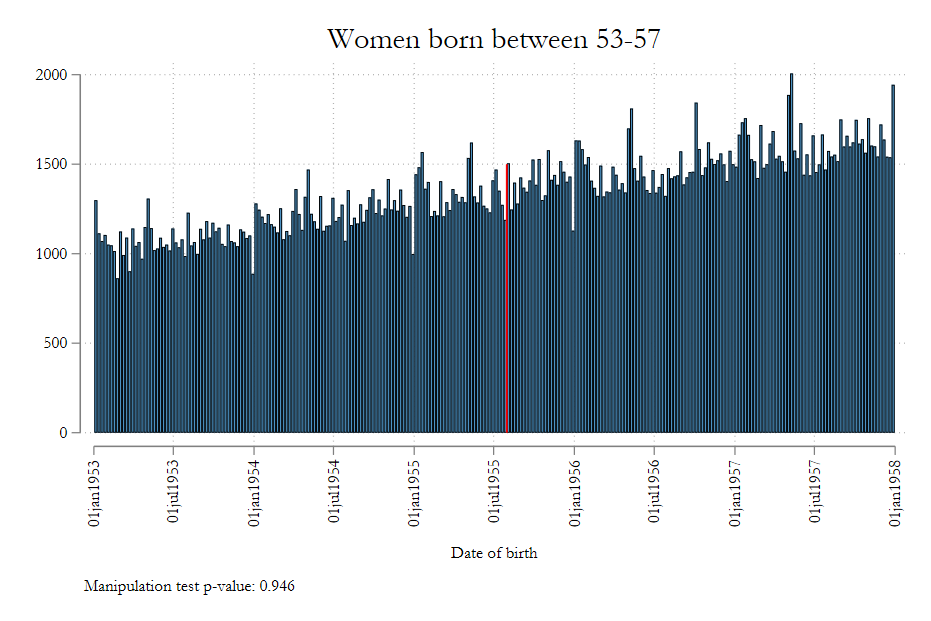 Women born between 53-57
2000
1500
1000
500
0
01jan1953
01jul1953
01jan1954
01jul1954
01jan1955
01jul1955
01jan1956
01jul1956
01jan1957
01jul1957
01jan1958
Date of birth
Manipulation test p-value: 0.946